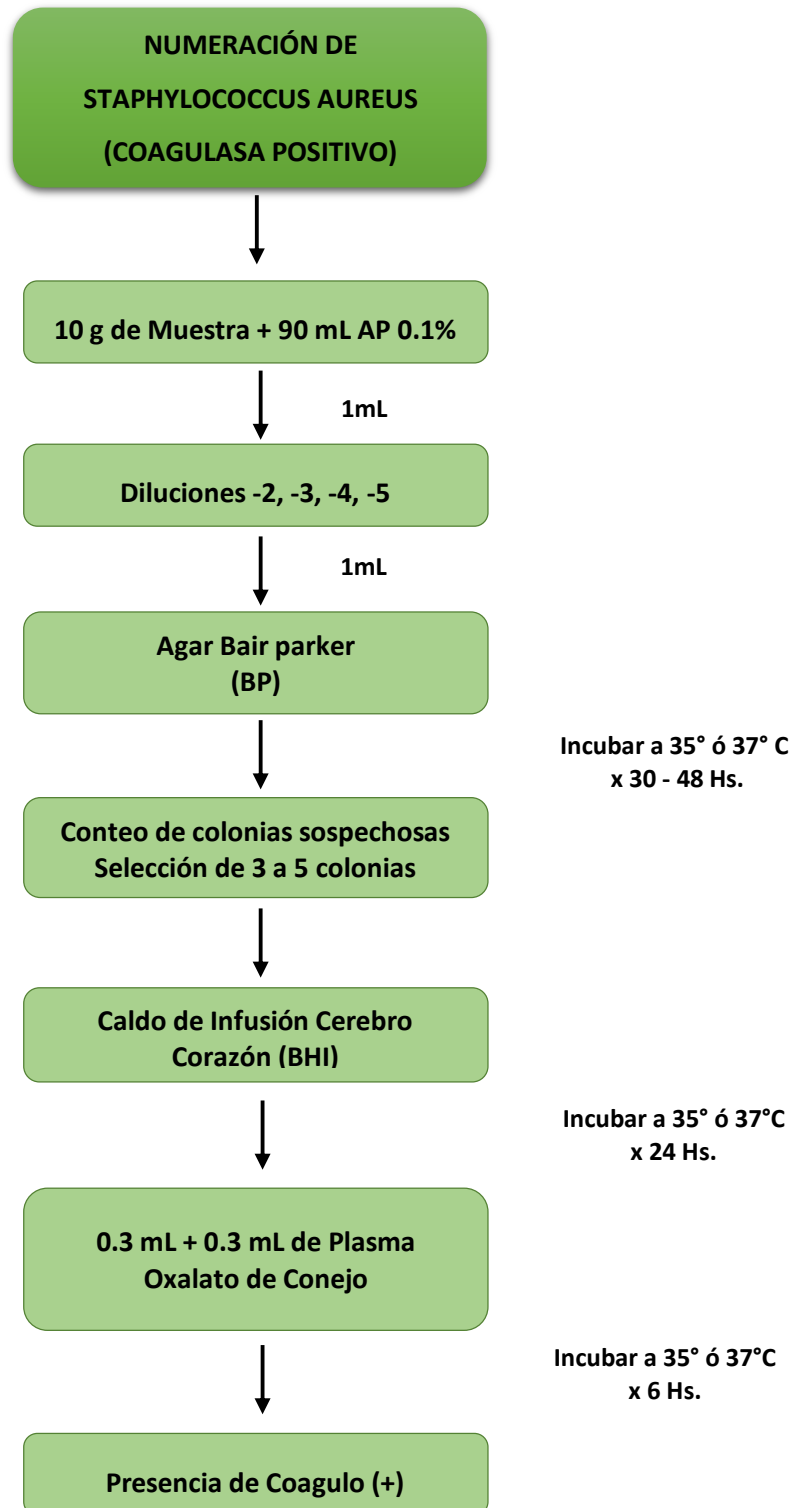 NUMERACIÓN DE
STAPHYLOCOCCUS AUREUS
(COAGULASA POSITIVO)
10 g de Muestra + 90 mL AP 0.1%
1mL
Diluciones -2, -3, -4, -5
1mL
Agar Bair parker
(BP)
Incubar a 35° ó 37° C
x 30 - 48 Hs.
Conteo de colonias sospechosas
Selección de 3 a 5 colonias
Caldo de Infusión Cerebro
Corazón (BHI)
Incubar a 35° ó 37°C
x 24 Hs.
0.3 mL + 0.3 mL de Plasma
Oxalato de Conejo
Incubar a 35° ó 37°C
x 6 Hs.
Presencia de Coagulo (+)